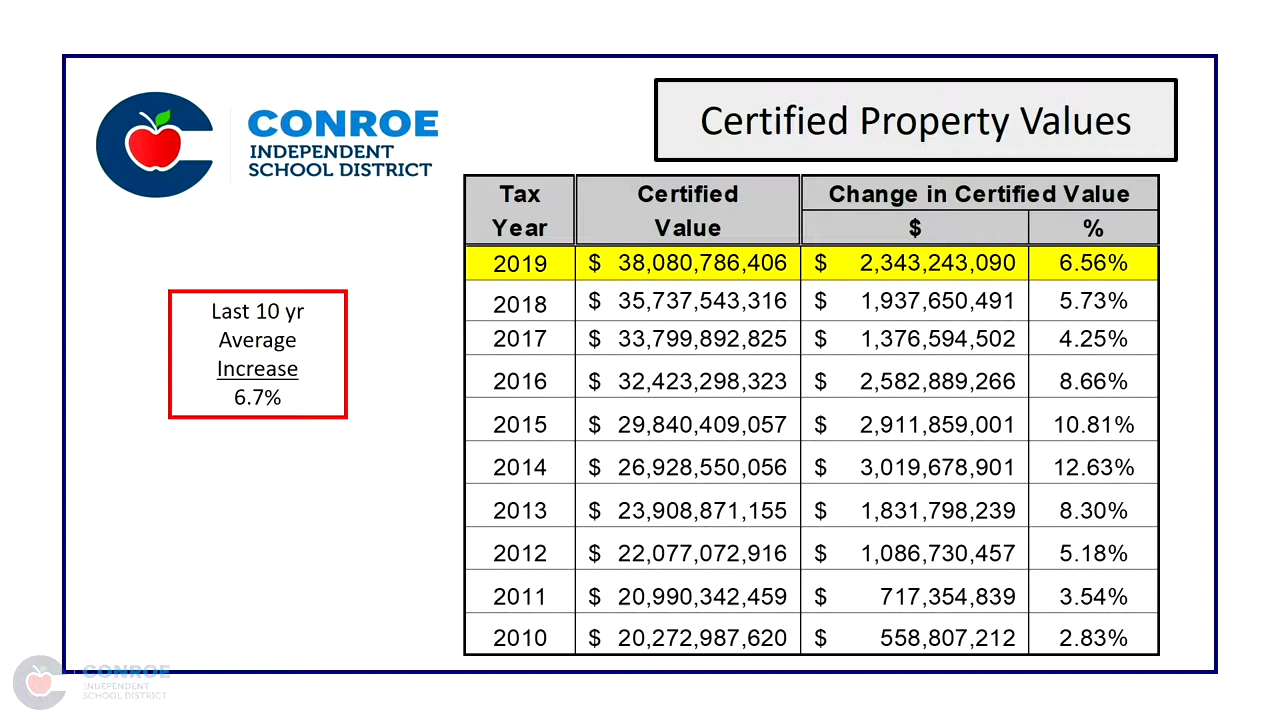 CONROE
INDEPENDENT
SCHOOL DISTRICT
Certified Property Values
Last 10 yr
Average
Increase
6.7%
Tax Year Certified Value Change in Certified Value
$ %
2019 $ 38,080,786,406 $ 2,343,243,090 6.56%
2018 $ 35,737,543,316 $ 1,937,650,491 5.73%
2017 $ 33,799,892,825 $ 1,376,594,502 4.25%
2016 $ 32,423,298,323 $ 2,582,889,266 8.66%
2015 $ 29,840,409,057 $ 2,911,859,001 10.81%
2014 $ 26,928,550,056 $ 3,019,678,901 12.63%
2013 $ 23,908,871,155 $ 1,831,798,239 8.30%
2012 $ 22,077,072,916 $ 1,086,730,457 5.18%
2011 $ 20,990,342,459 $ 717,354,839 3.54%
2010 $ 20,272,987,620 $ 558,807,212 2.83%
CONROE
INDEPENDENT
SCHOOL DISTRICT